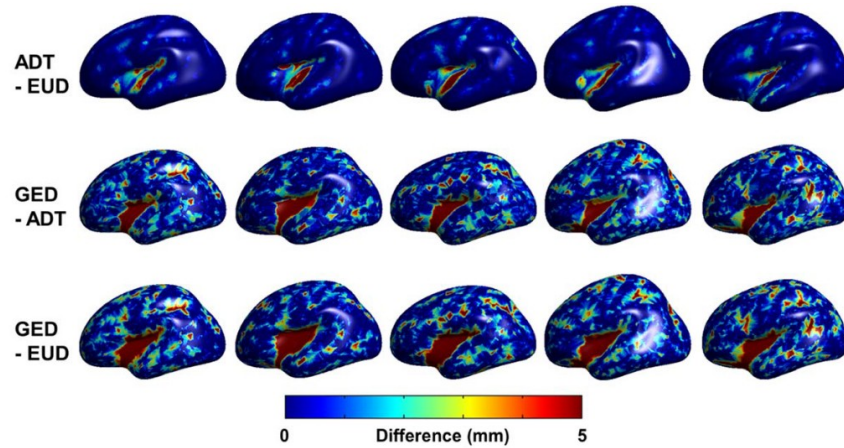 ADT
- EUD
GED
- ADT
GED
- EUD
0 Difference (mm) 5